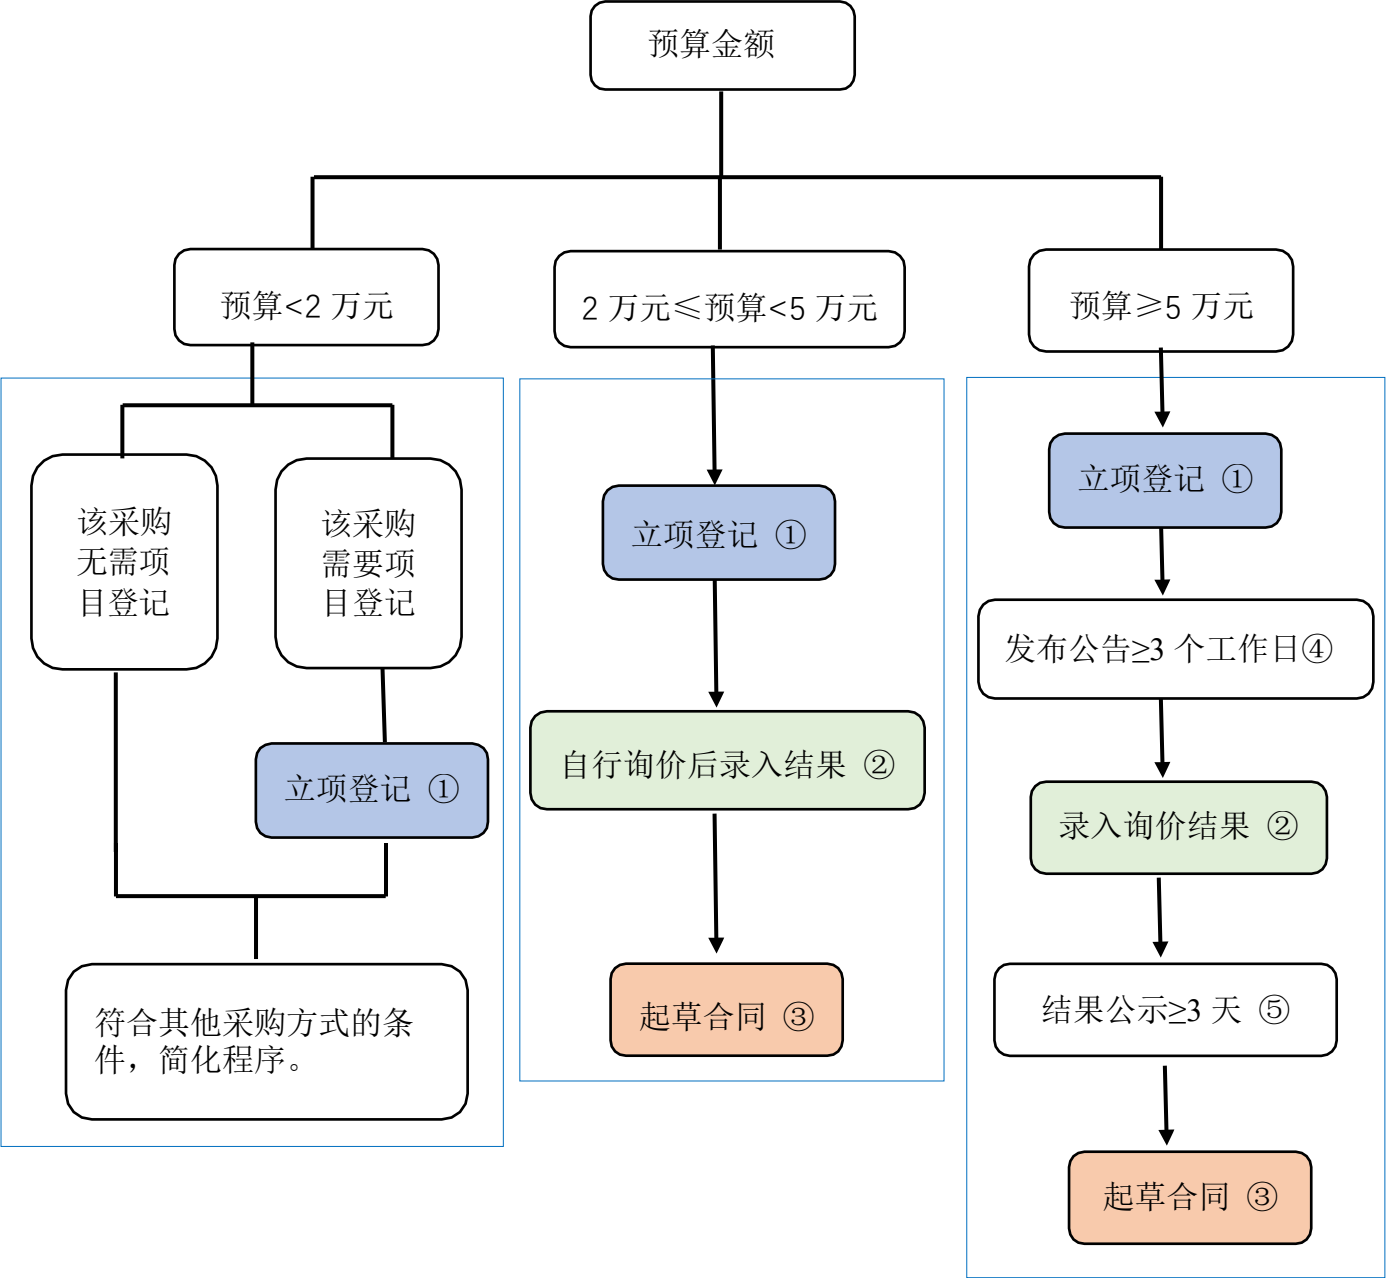 预算金额
预算<2 万元
2 万元≤预算<5 万元
预算≥5 万元
该采购
无需项
目登记
该采购
需要项
目登记
立项登记 ①
符合其他采购方式的条
件，简化程序。
立项登记 ①
自行询价后录入结果 ②
起草合同 ③
立项登记 ①
发布公告≥3 个工作日④
录入询价结果 ②
结果公示≥3 天 ⑤
起草合同 ③